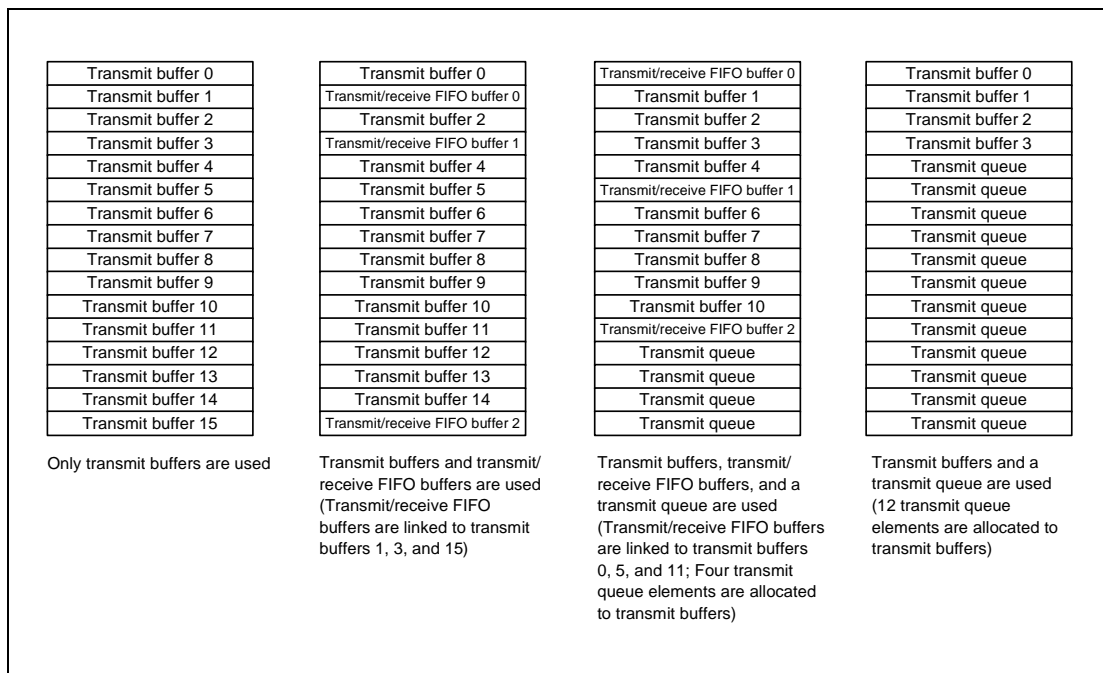 Transmit buffer 0
Transmit buffer 1
Transmit buffer 2
Transmit buffer 3
Transmit buffer 4
Transmit buffer 5
Transmit buffer 6
Transmit buffer 7
Transmit buffer 8
Transmit buffer 9
Transmit buffer 10
Transmit buffer 11
Transmit buffer 12
Transmit buffer 13
Transmit buffer 14
Transmit buffer 15
Only transmit buffers are used
Transmit buffer 0
Transmit/receive FIFO buffer 0
Transmit buffer 2
Transmit/receive FIFO buffer 1
Transmit buffer 4
Transmit buffer 5
Transmit buffer 6
Transmit buffer 7
Transmit buffer 8
Transmit buffer 9
Transmit buffer 10
Transmit buffer 11
Transmit buffer 12
Transmit buffer 13
Transmit buffer 14
Transmit/receive FIFO buffer 2
Transmit buffers and transmit/
receive FIFO buffers are used
(Transmit/receive FIFO
buffers are linked to transmit
buffers 1, 3, and 15)
Transmit/receive FIFO buffer 0
Transmit buffer 1
Transmit buffer 2
Transmit buffer 3
Transmit buffer 4
Transmit/receive FIFO buffer 1
Transmit buffer 6
Transmit buffer 7
Transmit buffer 8
Transmit buffer 9
Transmit buffer 10
Transmit/receive FIFO buffer 2
Transmit queue
Transmit queue
Transmit queue
Transmit queue
Transmit buffers, transmit/
receive FIFO buffers, and a
transmit queue are used
(Transmit/receive FIFO buffers
are linked to transmit buffers
0, 5, and 11; Four transmit
queue elements are allocated
to transmit buffers)
Transmit buffer 0
Transmit buffer 1
Transmit buffer 2
Transmit buffer 3
Transmit queue
Transmit queue
Transmit queue
Transmit queue
Transmit queue
Transmit queue
Transmit queue
Transmit queue
Transmit queue
Transmit queue
Transmit queue
Transmit queue
Transmit buffers and a
transmit queue are used
(12 transmit queue
elements are allocated to
transmit buffers)